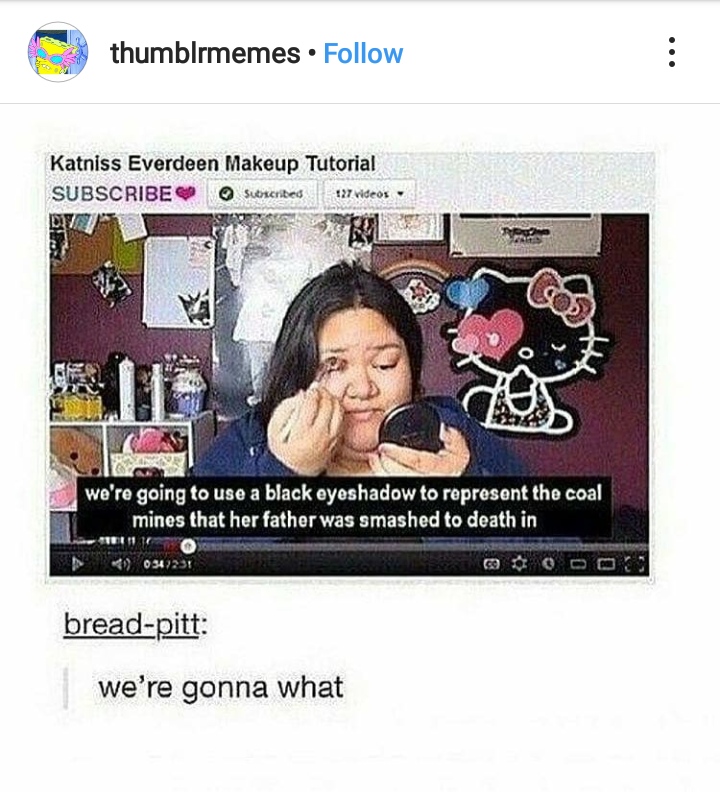 thumblrmemes • Follow
Katniss Everdeen Makeup Tutorial
SUBSCRIBE Subscribed 127 videos
we're going to use a black eyeshadow to represent the coal
mines that her father was smashed to death in
0:34 / 2:31
bread-pitt:
we're gonna what